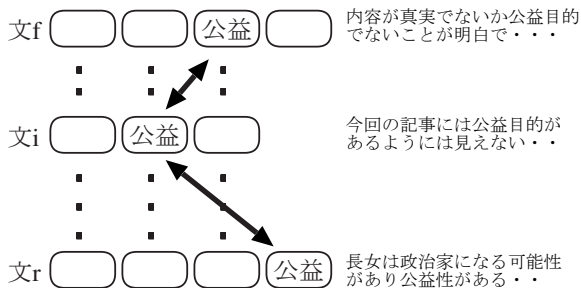 文f 公益 内容が真実でないか公益目的
でないことが明白で・・・
文i 公益 今回の記事には公益目的が
あるようには見えない・・
文r 公益 長女は政治家になる可能性
があり公益性がある・・